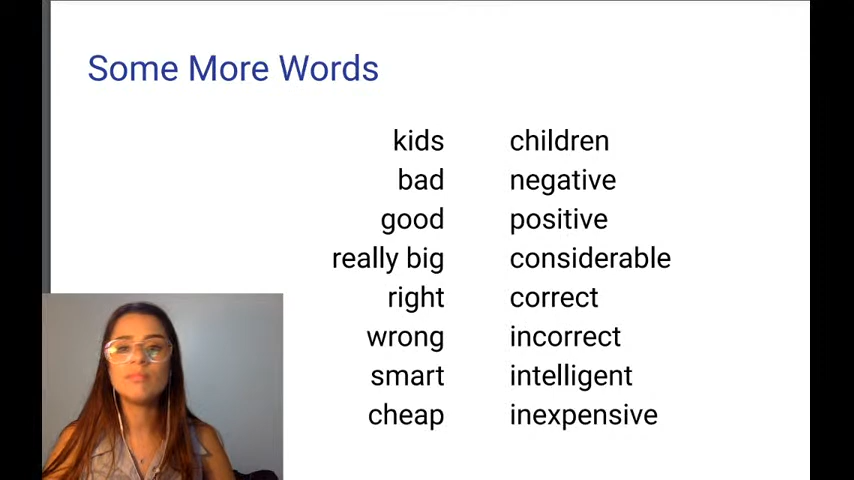 Some More Words
kids children
bad negative
good positive
really big considerable
right correct
wrong incorrect
smart intelligent
cheap inexpensive